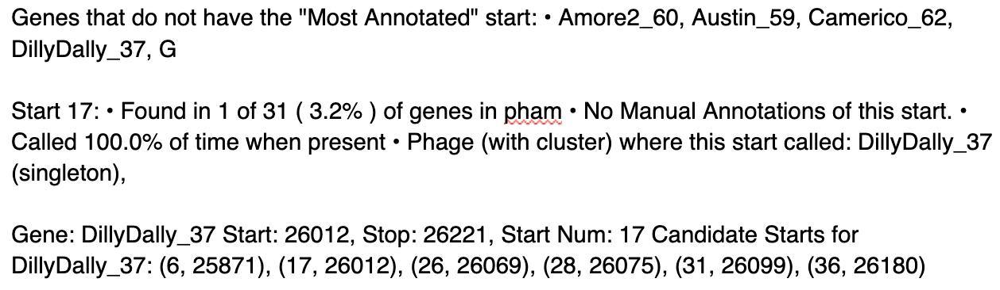 Genes that do not have the "Most Annotated" start: • Amore2_60, Austin_59, Camerico_62,
DillyDally_37, G
Start 17: • Found in 1 of 31 ( 3.2% ) of genes in pham • No Manual Annotations of this start. •
Called 100.0% of time when present • Phage (with cluster) where this start called: DillyDally_37
(singleton),
Gene: DillyDally_37 Start: 26012, Stop: 26221, Start Num: 17 Candidate Starts for
DillyDally_37: (6, 25871), (17, 26012), (26, 26069), (28, 26075), (31, 26099), (36, 26180)